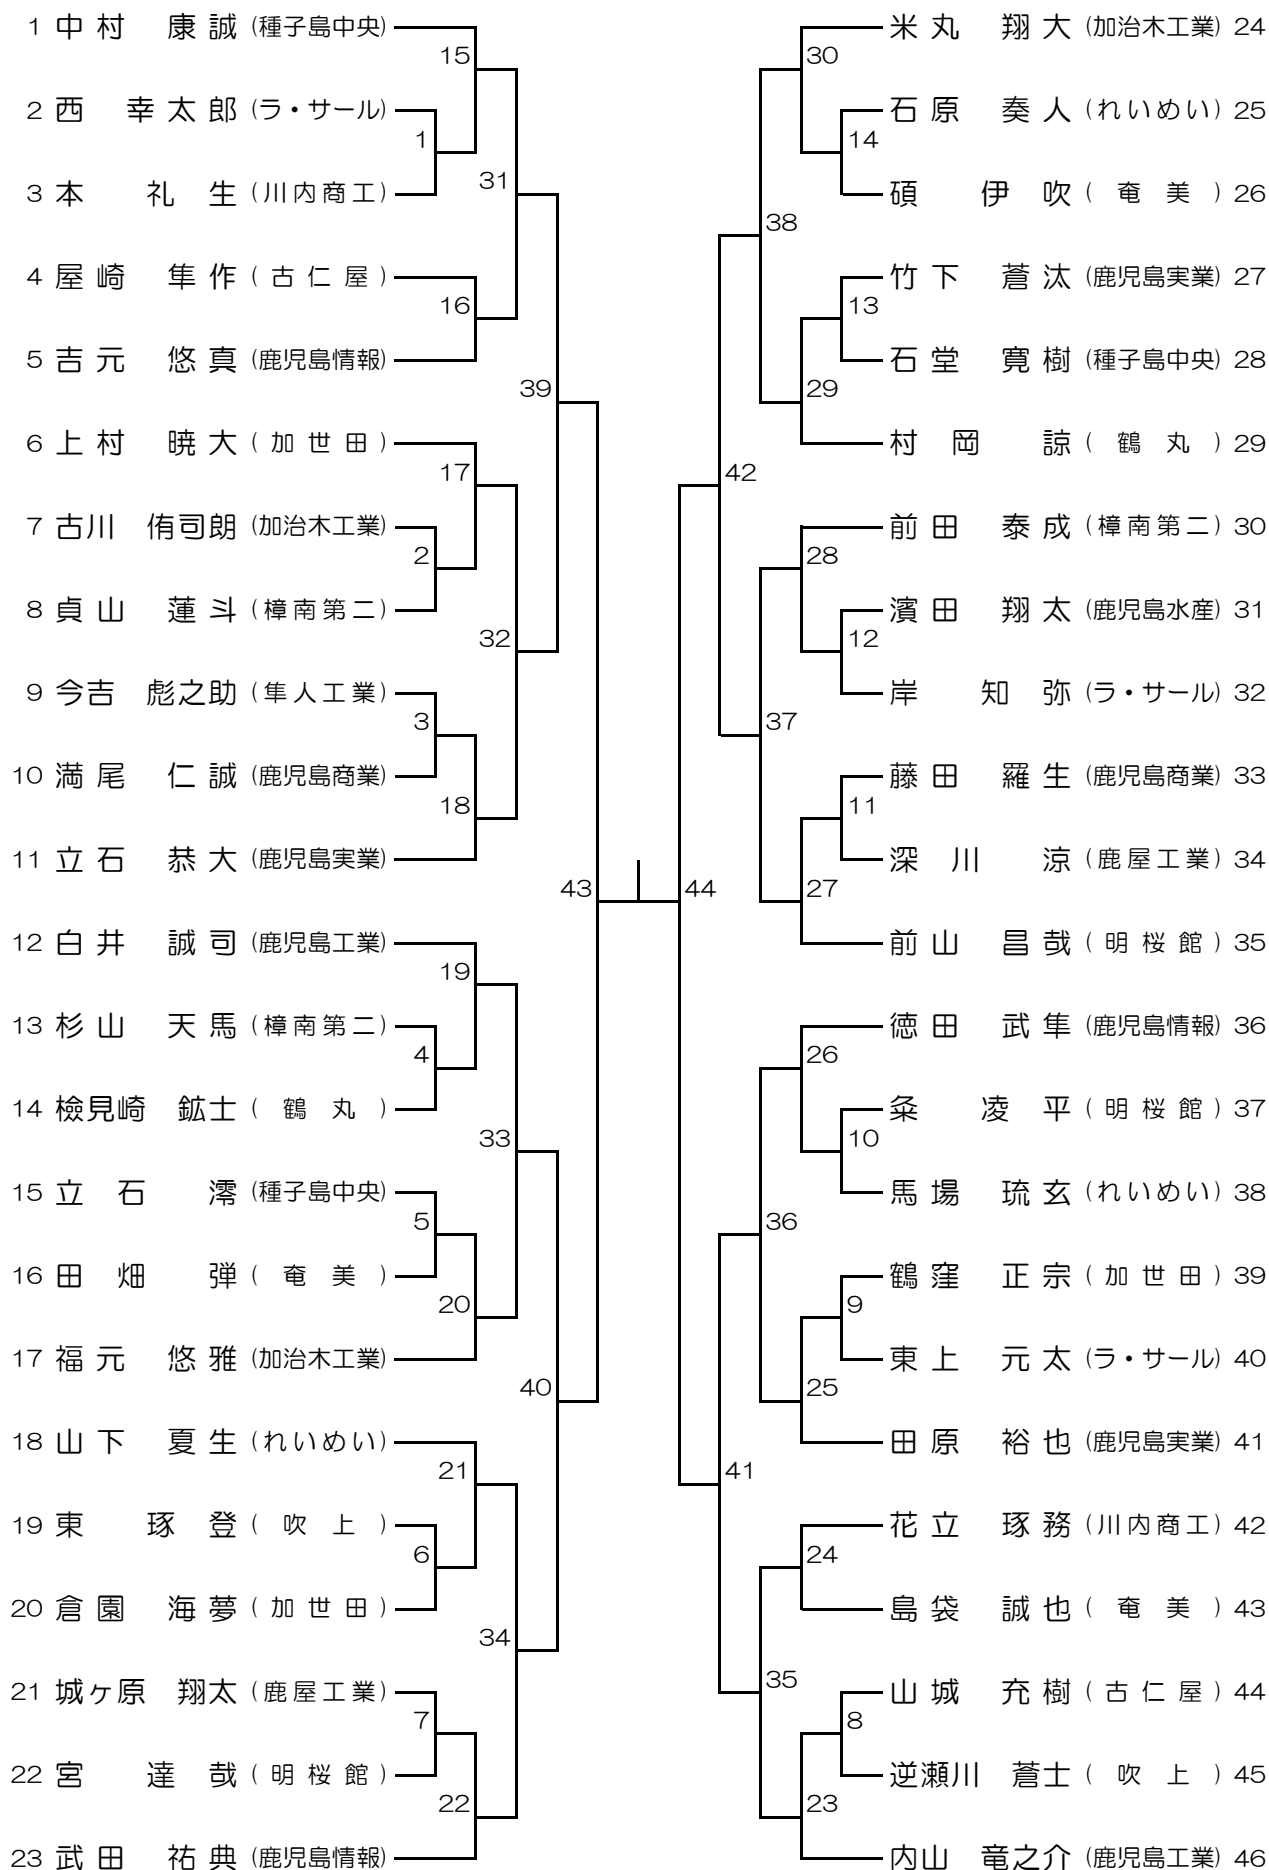 1 中村 康誠 (種子島中央)
15
2 西 幸太郎 (ラ・サール)
1
3 本 礼生 (川内商工)
31
4 屋崎 隼作 (古仁屋)
16
5 吉元 悠真 (鹿児島情報)
39
6 上村 暁大 (加世田)
17
7 古川 侑司朗 (加治木工業)
2
8 貞山 蓮斗 (樟南第二)
32
9 今吉 彪之助 (隼人工業)
3
10 満尾 仁誠 (鹿児島商業)
18
11 立石 恭大 (鹿児島実業)
43
12 白井 誠司 (鹿児島工業)
19
13 杉山 天馬 (樟南第二)
4
14 檢見崎 鉱士 (鶴丸)
33
15 立石 澪 (種子島中央)
5
16 田畑 弾 (奄美)
20
17 福元 悠雅 (加治木工業)
40
18 山下 夏生 (れいめい)
21
19 東 琢登 (吹上)
6
20 倉園 海夢 (加世田)
34
21 城ヶ原 翔太 (鹿屋工業)
7
22 宮 達哉 (明桜館)
22
23 武田 祐典 (鹿児島情報)
米丸 翔大 (加治木工業) 24
30
石原 奏人 (れいめい) 25
14
碩 伊吹 (奄美) 26
38
竹下 蒼汰 (鹿児島実業) 27
13
石堂 寛樹 (種子島中央) 28
29
村岡 諒 (鶴丸) 29
42
前田 泰成 (樟南第二) 30
28
濱田 翔太 (鹿児島水産) 31
12
岸 知弥 (ラ・サール) 32
37
藤田 羅生 (鹿児島商業) 33
11
深川 涼 (鹿屋工業) 34
27
44
前山 昌哉 (明桜館) 35
徳田 武隼 (鹿児島情報) 36
26
粂 凌平 (明桜館) 37
10
馬場 琉玄 (れいめい) 38
36
鶴窪 正宗 (加世田) 39
9
東上 元太 (ラ・サール) 40
25
田原 裕也 (鹿児島実業) 41
41
花立 琢務 (川内商工) 42
24
島袋 誠也 (奄美) 43
35
山城 充樹 (古仁屋) 44
8
逆瀬川 蒼士 (吹上) 45
23
内山 竜之介 (鹿児島工業) 46